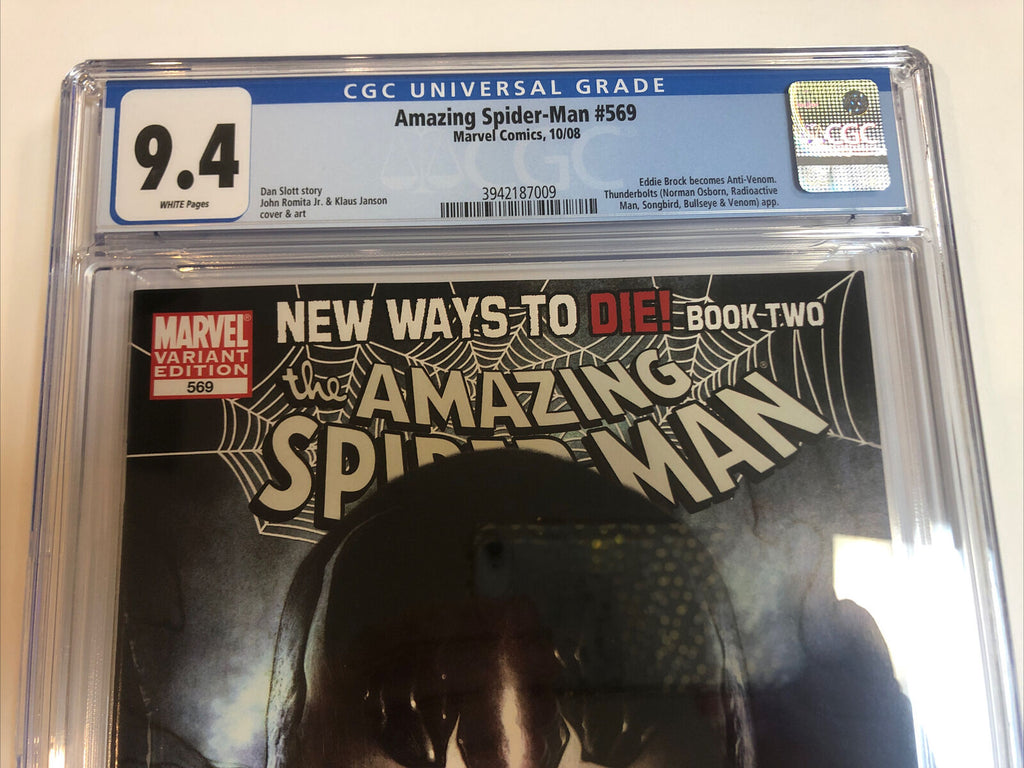 CGC UNIVERSAL GRADE
Amazing Spider-Man #569
Marvel Comics, 10/08
9.4
WHITE Pages
Dan Slott story
John Romita Jr. & Klaus Janson
cover & art
3942187009
Eddie Brock becomes Anti-Venom.
Thunderbolts (Norman Osborn, Radioactive
Man, Songbird, Bullseye & Venom) app.
CGC
CGC
NEW WAYS TO DIE! BOOK TWO
MARVEL®
VARIANT
EDITION
569
the AMAZING
SPIDER-MAN